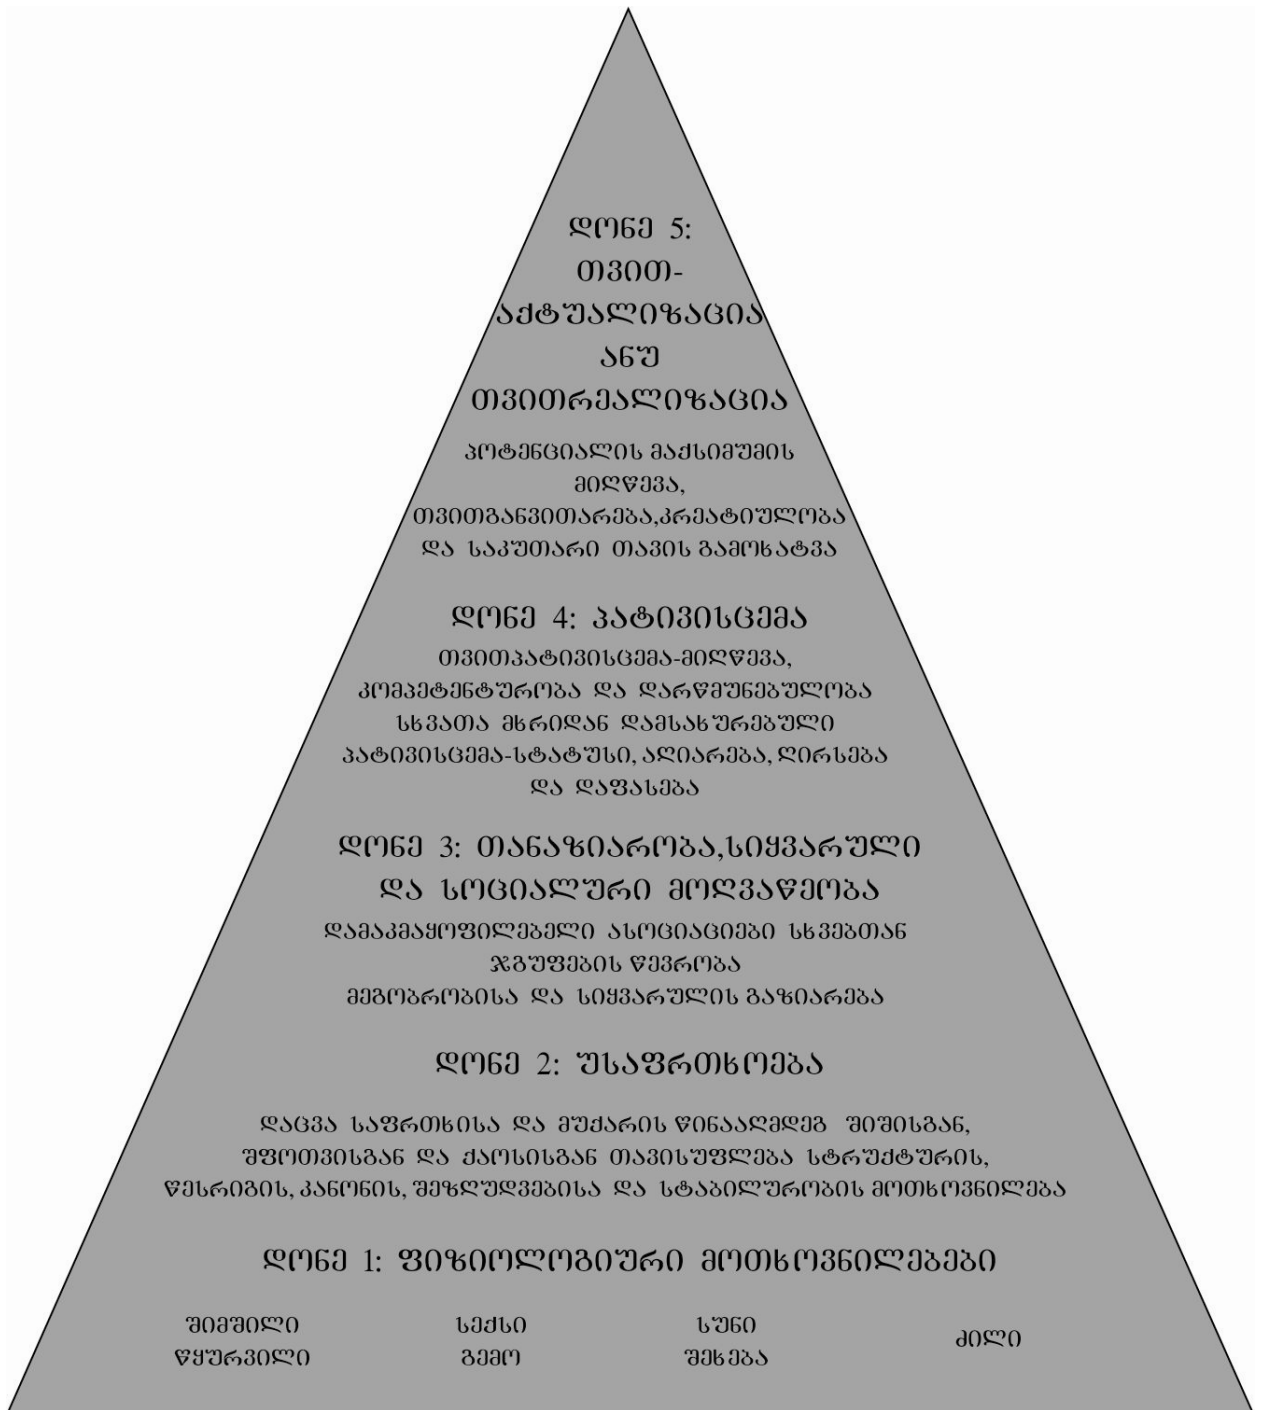 დონე 5:
თვით-
აქტუალიზაცია
ანუ
თვითრეალიზაცია
პოტენციალის მაქსიმუმის
მიღწევა,
თვითგანვითარება,კრეატიულობა
და საკუთარი თავის გამოხატვა
დონე 4: პატივისცემა
თვითპატივისცემა-მიღწევა,
კომპეტენტურობა და დარწმუნებულობა
სხვათა მხრიდან დამსახურებული
პატივისცემა-სტატუსი, აღიარება, ღირსება
და დაფასება
დონე 3: თანაზიარობა,სიყვარული
და სოციალური მოღვაწეობა
დამაკმაყოფილებელი ასოციაციები სხვებთან
ჯგუფების წევრობა
მეგობრობისა და სიყვარულის გაზიარება
დონე 2: უსაფრთხოება
დაცვა საფრთხისა და მუქარის წინააღმდეგ შიშისგან,
შფოთვისგან და ქაოსისგან თავისუფლება სტრუქტურის,
წესრიგის, კანონის, შეზღუდვებისა და სტაბილურობის მოთხოვნილება
დონე 1: ფიზიოლოგიური მოთხოვნილებები
შიმშილი სექსი სუნი ძილი
წყურვილი გემო შეხება